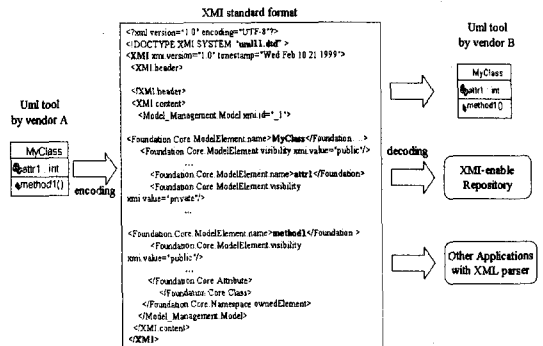 XMI standard format
<?xml version="1.0" encoding="UTF-8"?>
<!DOCTYPE XMI SYSTEM "uml11.dtd" >
<XMI xmi.version="1.0" timestamp="Wed Feb 10 21 1999">
<XMI header>
</XMI header>
<XMI content>
<Model_Management Model xmi.id="_1">
<Foundation Core ModelElement name>MyClass</Foundation....>
<Foundation Core.ModelElement visibility xmi.value="public"/>
...
<Foundation Core.ModelElement name>attr1</Foundation>
<Foundation Core.ModelElement visibility
xmi.value="private"/>
...
<Foundation.Core.ModelElement name>method1</Foundation >
<Foundation Core.ModelElement.visibility
xmi.value="public"/>
...
</Foundation Core Attribute>
</Foundation Core Class>
</Foundation Core.Namespace ownedElement>
</Model_Management.Model>
</XMI content>
</XMI>
Uml tool
by vendor A
MyClass
attr1 int
method1()
encoding
decoding
Uml tool
by vendor B
MyClass
attr1 int
method1()
XMI-enable
Repository
Other Applications
with XML parser